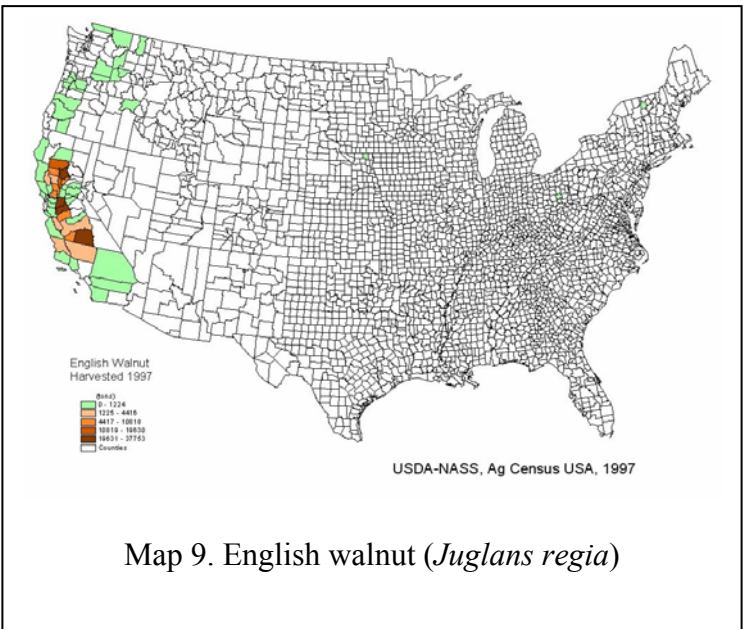 English Walnut
Harvested 1997
(tons)
0 - 1224
1225 - 4416
4417 - 10818
10819 - 19630
19631 - 37753
Counties
USDA-NASS, Ag Census USA, 1997
Map 9. English walnut (Juglans regia)